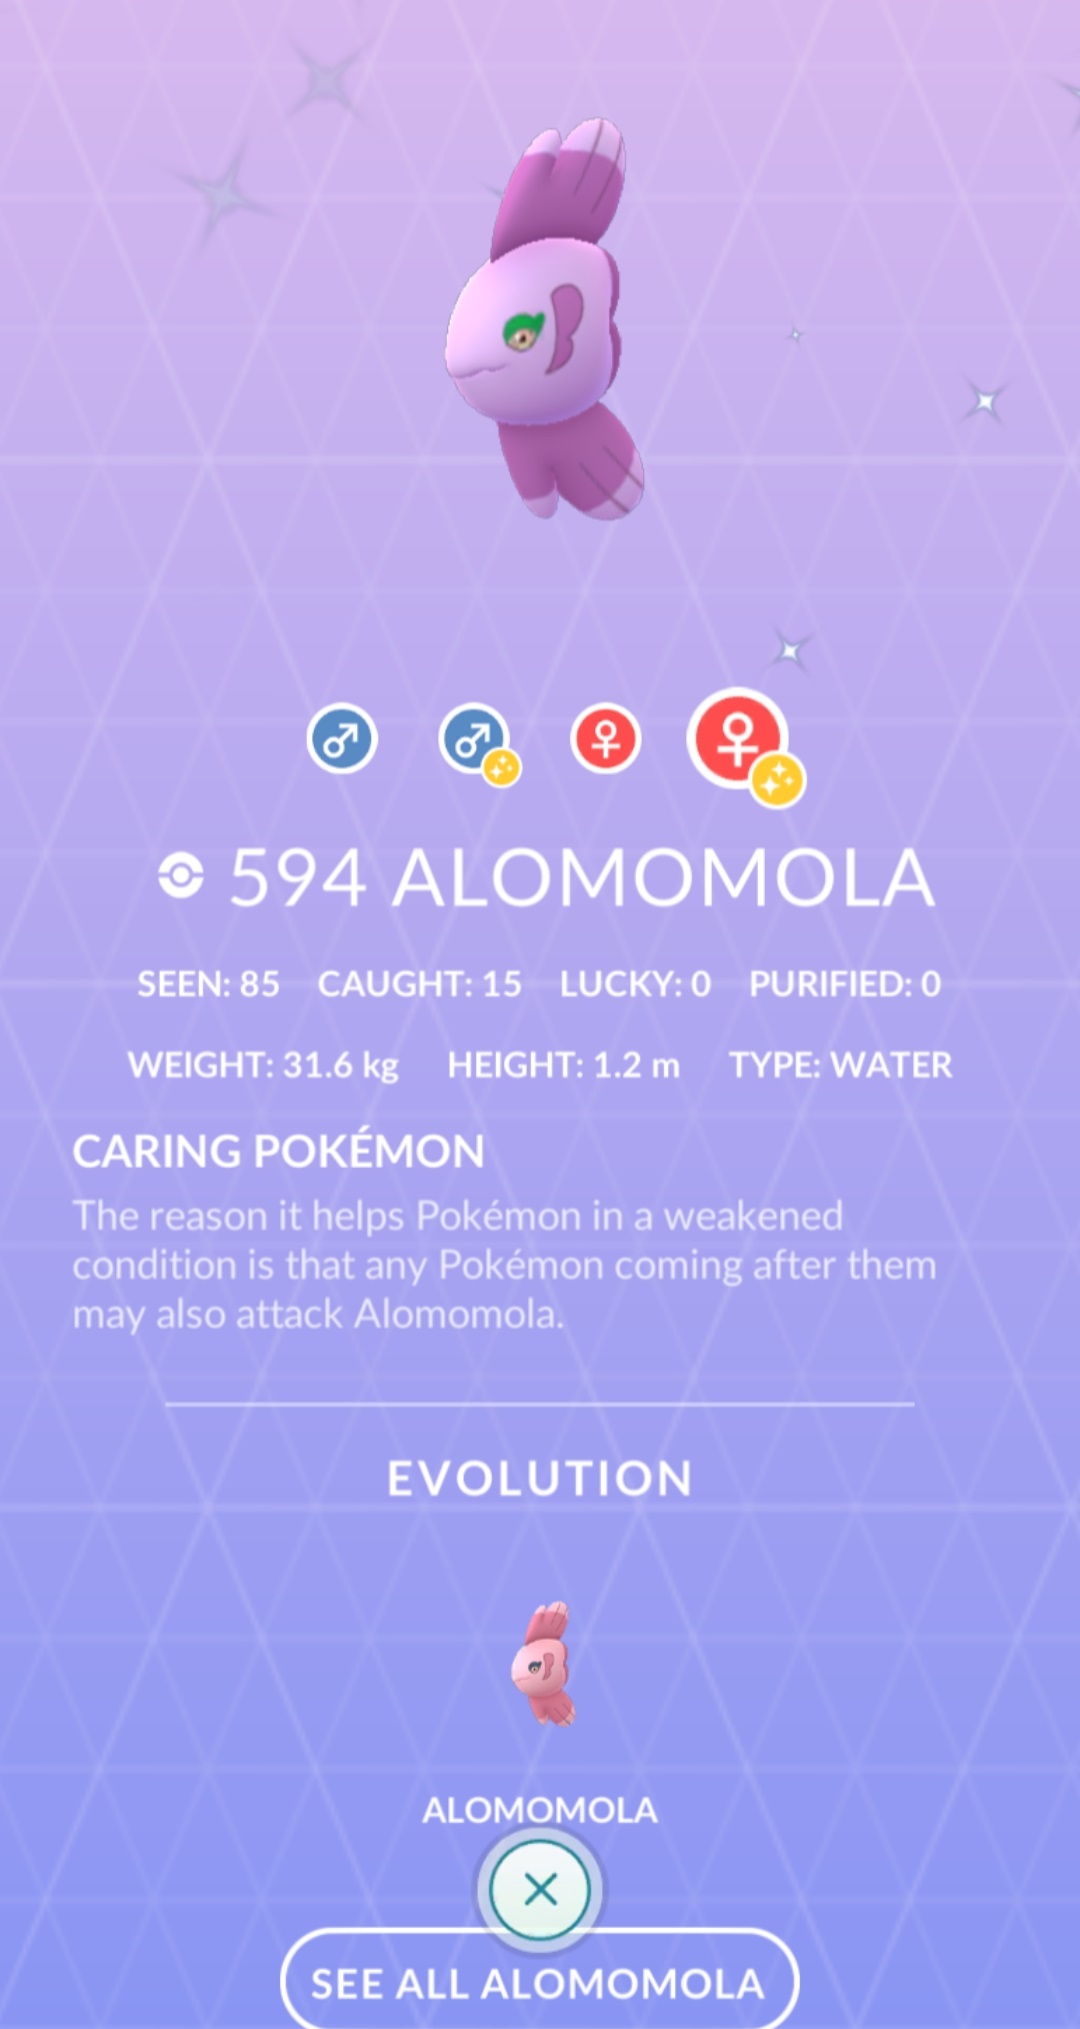 594 ALOMOMOLA
SEEN: 85 CAUGHT: 15 LUCKY: 0 PURIFIED: 0
WEIGHT: 31.6 kg HEIGHT: 1.2 m TYPE: WATER
CARING POKÉMON
The reason it helps Pokémon in a weakened
condition is that any Pokémon coming after them
may also attack Alomomola.
EVOLUTION
ALOMOMOLA
SEE ALL ALOMOMOLA